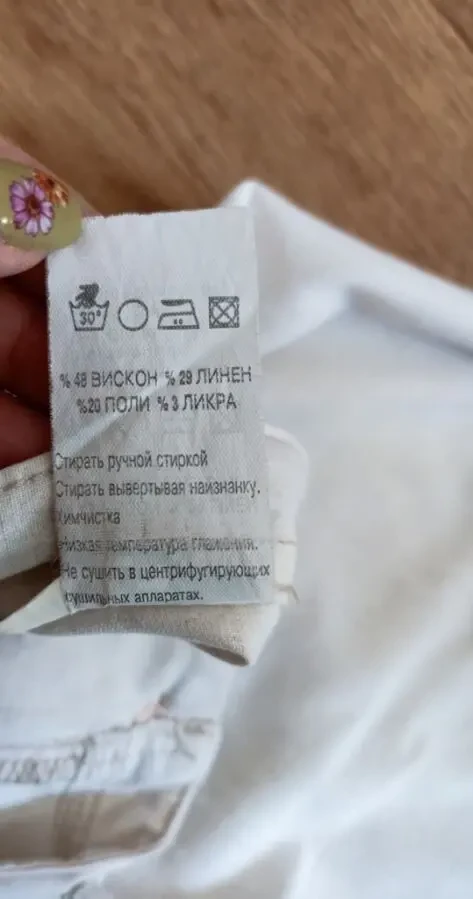 30°
% 48 ВИСКОН % 29 ЛИНЕН
%20 ПОЛИ % 3 ЛИКРА
Стирать ручной стиркой
Стирать вывертывая наизнанку.
Химчистка
Низкая температура глажения.
Не сушить в центрифугирующих
сушильных аппаратах.